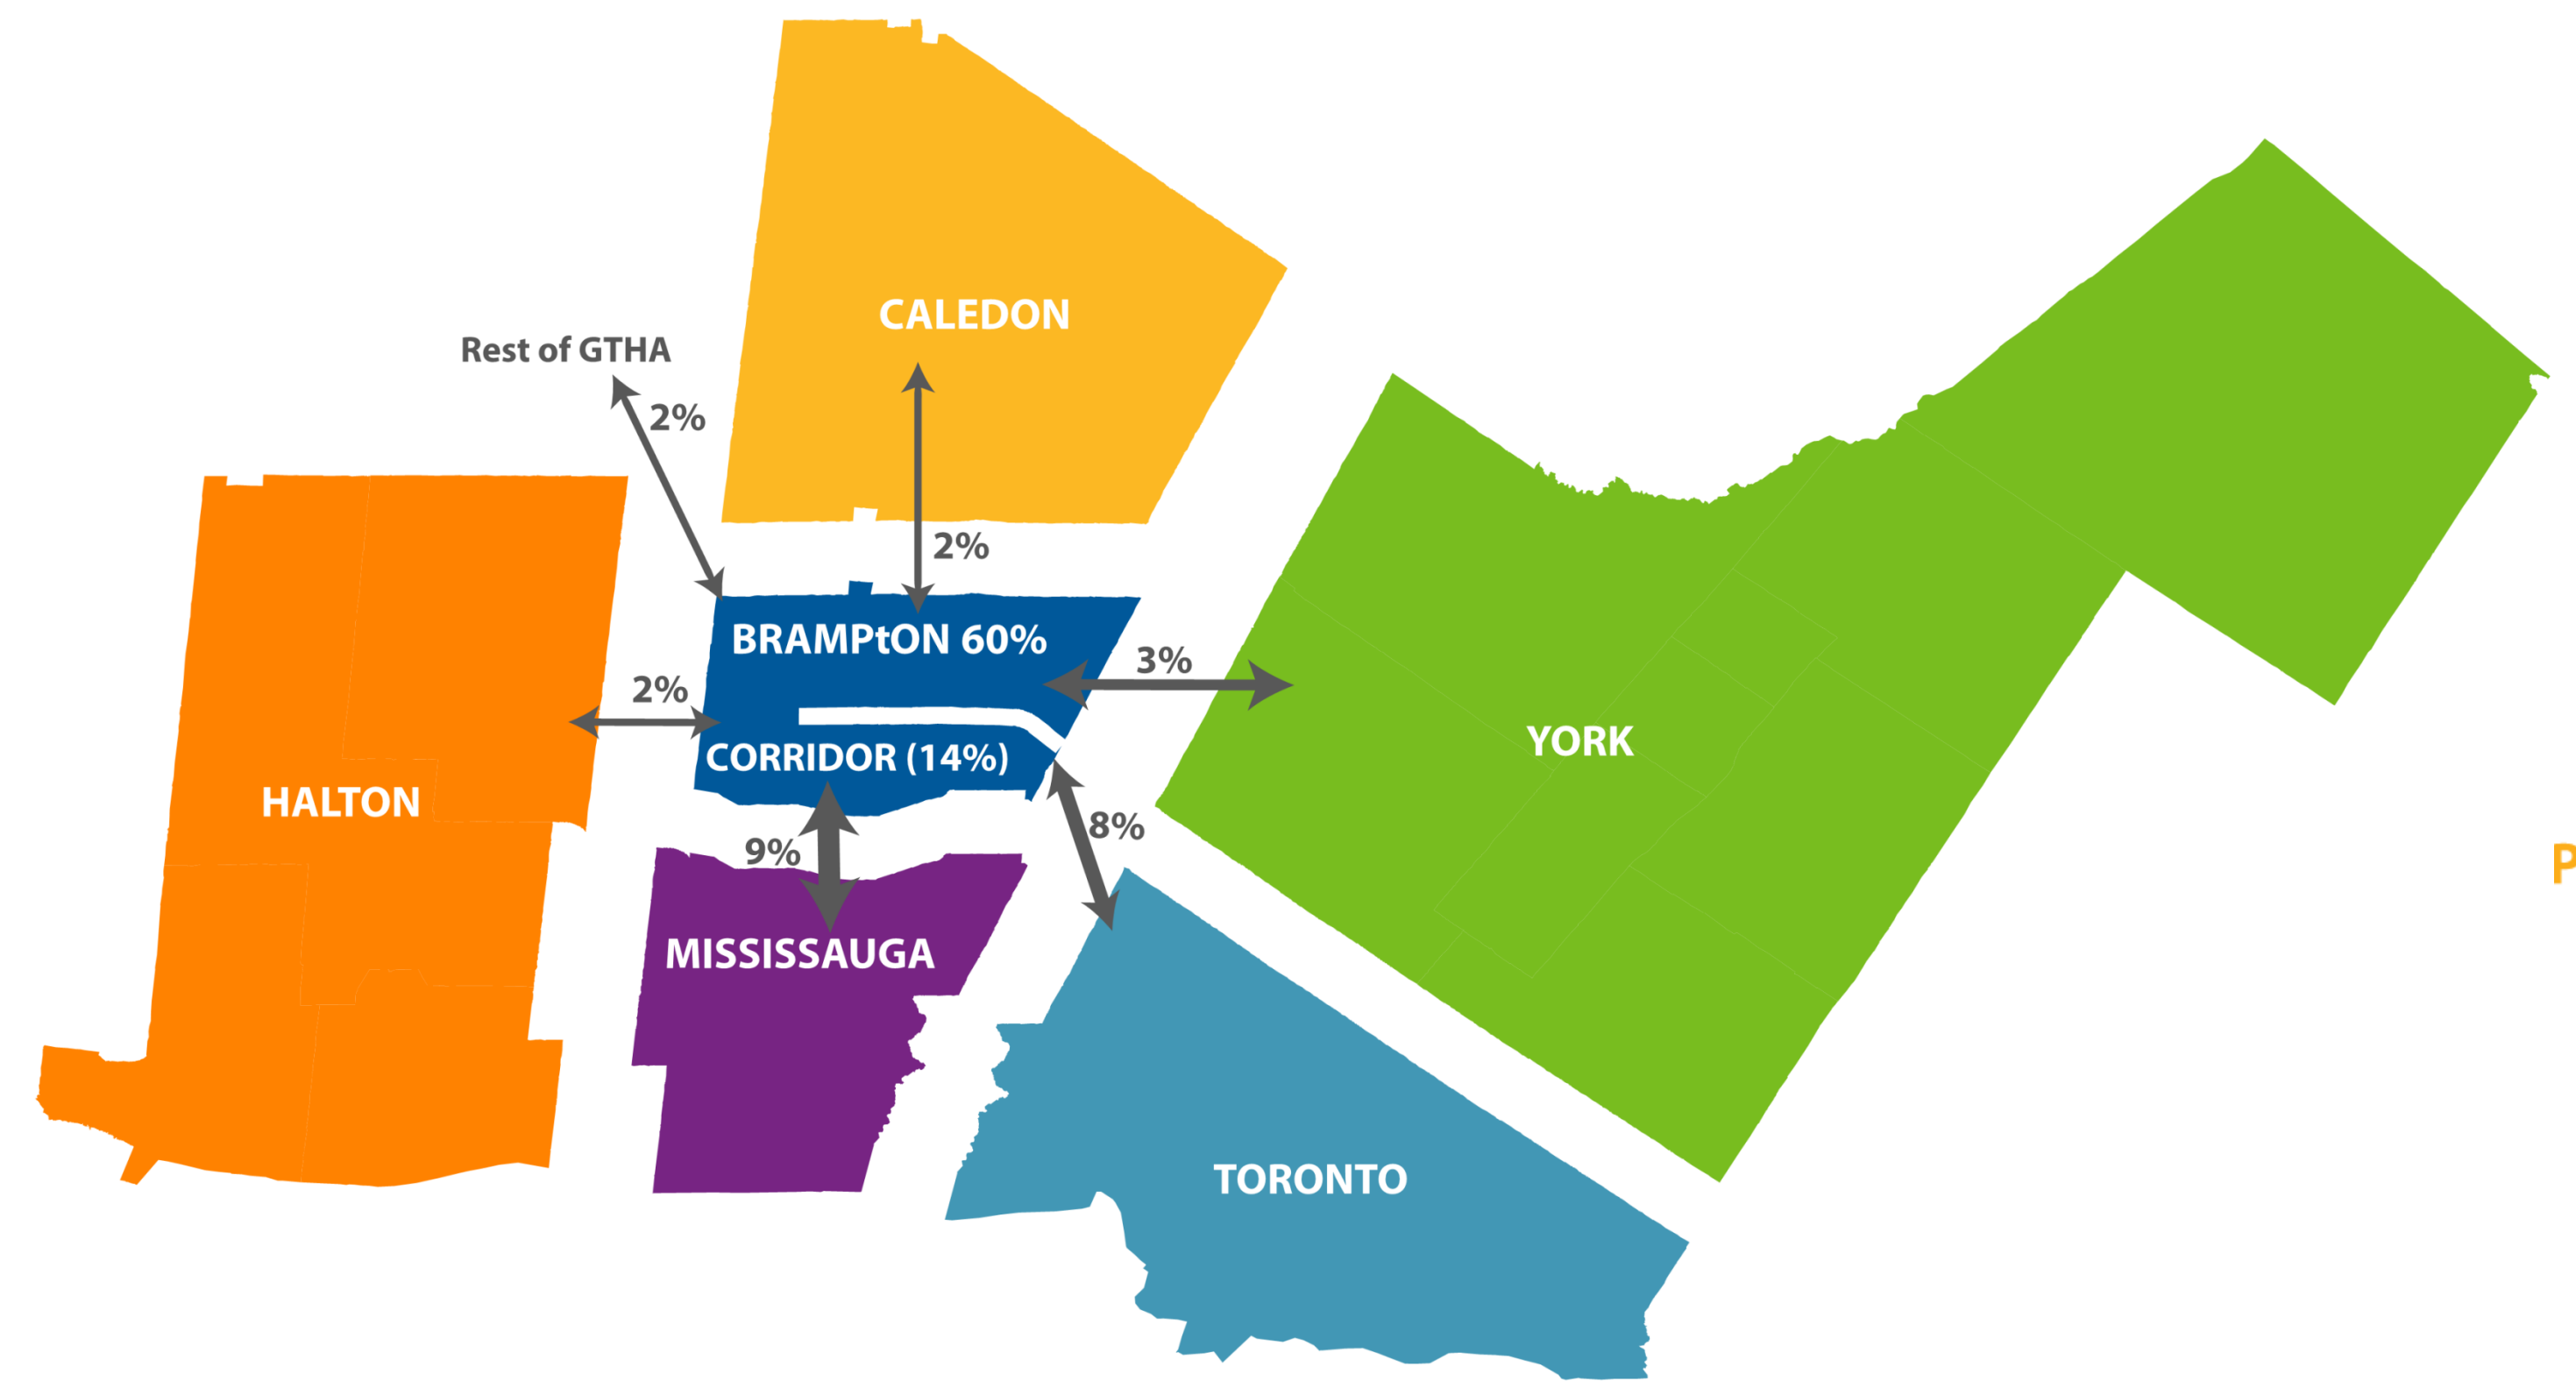 CALEDON
Rest of GTHA
2%
2%
BRAMPtON 60%
3%
2%
YORK
CORRIDOR (14%)
HALTON
8%
9%
P
MISSISSAUGA
TORONTO